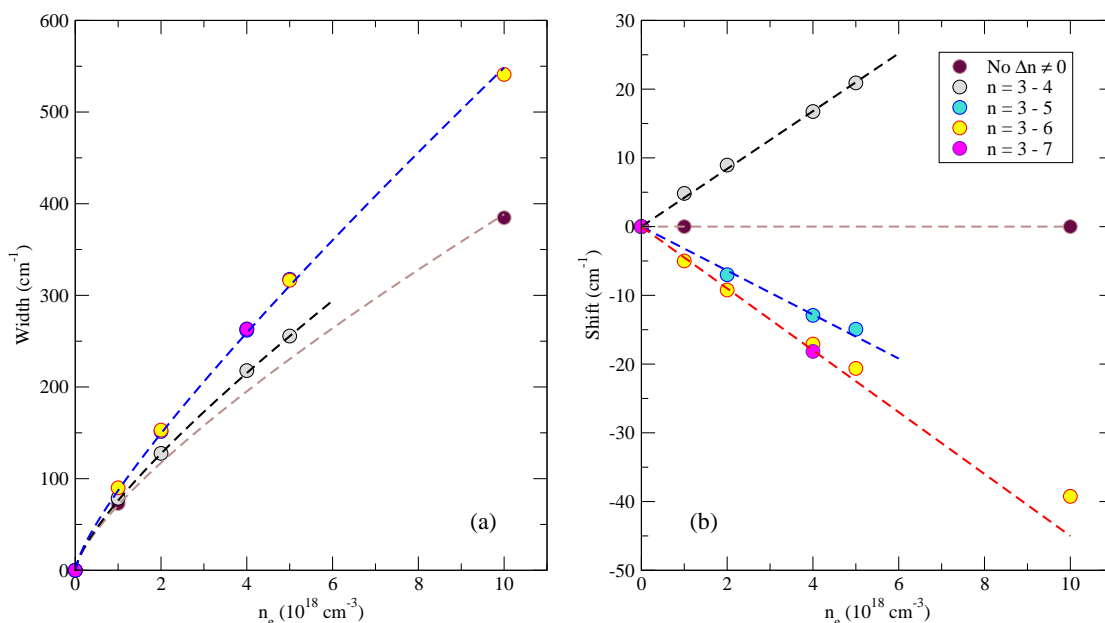 600
500
400
300
200
100
0
0
2
4
6
8
10
Width (cm⁻¹)
nₑ (10¹⁸ cm⁻³)
(a)
30
20
10
0
-10
-20
-30
-40
-50
0
2
4
6
8
10
Shift (cm⁻¹)
nₑ (10¹⁸ cm⁻³)
(b)
No Δn ≠ 0
n = 3 - 4
n = 3 - 5
n = 3 - 6
n = 3 - 7